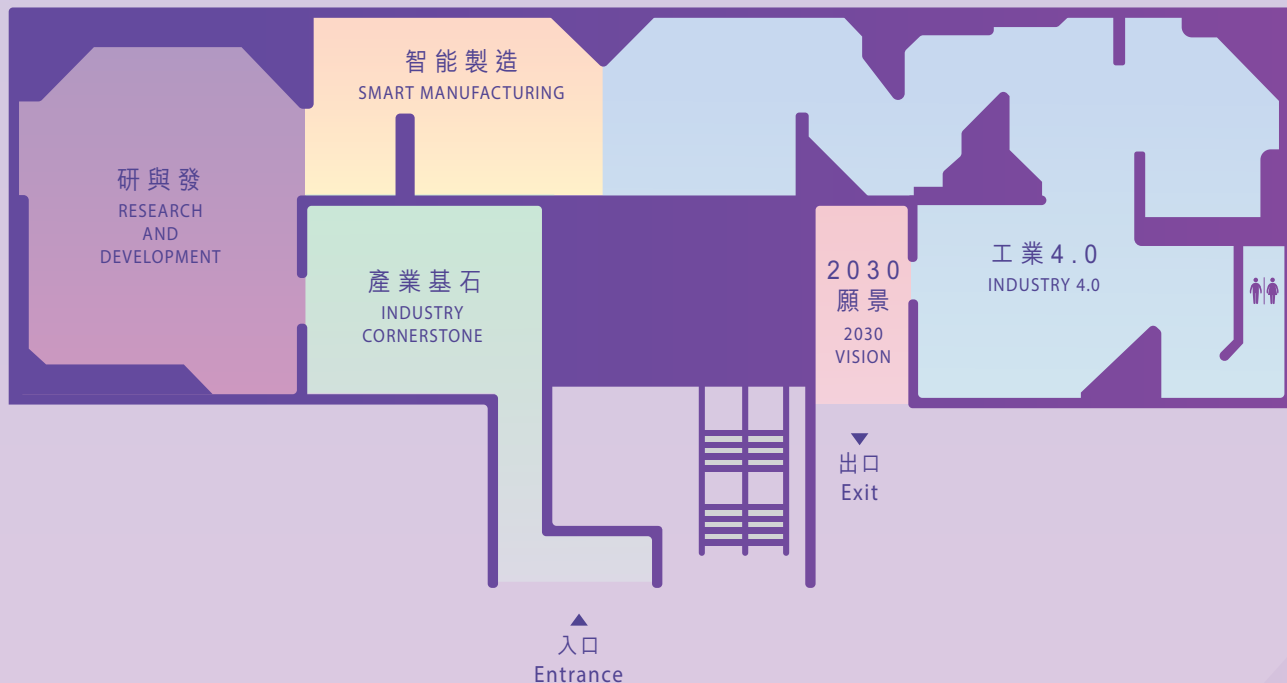 智能製造
SMART MANUFACTURING
研與發
RESEARCH
AND
DEVELOPMENT
產業基石
INDUSTRY
CORNERSTONE
2030
願景
2030
VISION
工業4.0
INDUSTRY 4.0
出口
Exit
入口
Entrance